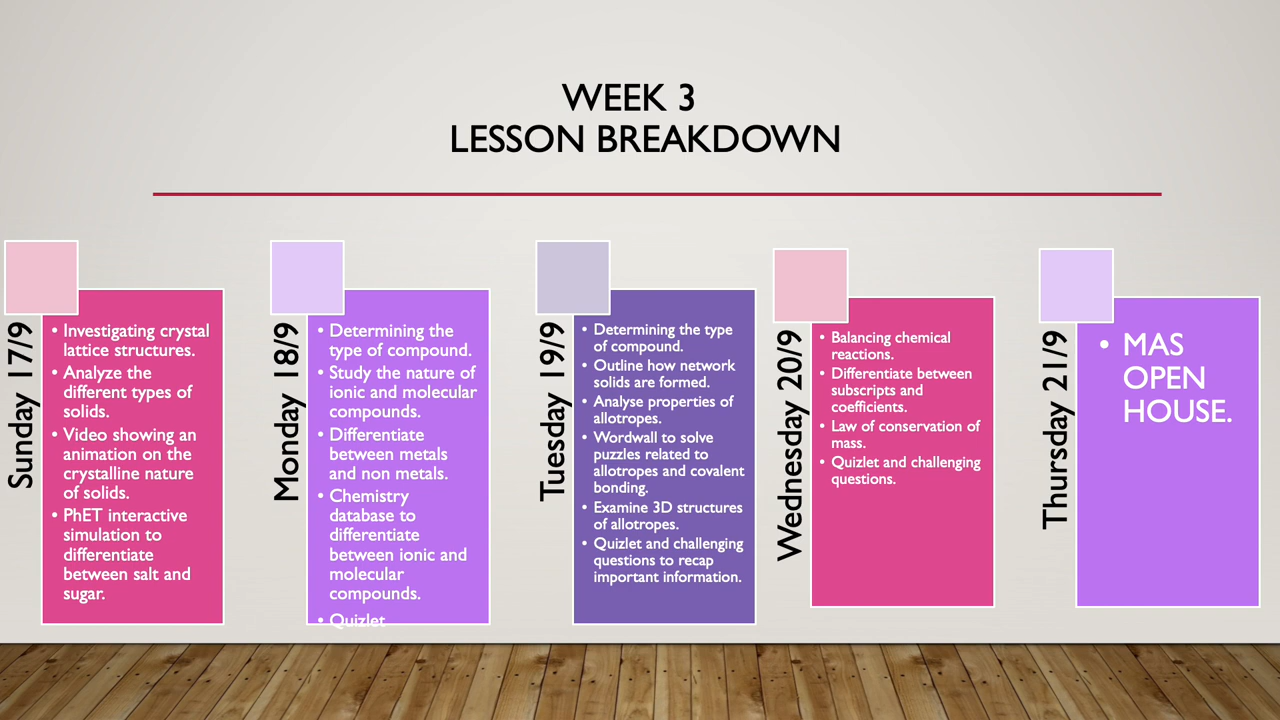 WEEK 3
LESSON BREAKDOWN
Sunday 17/9
• Investigating crystal
lattice structures.
• Analyze the
different types of
solids.
• Video showing an
animation on the
crystalline nature
of solids.
• PhET interactive
simulation to
differentiate
between salt and
sugar.
Monday 18/9
• Determining the
type of compound.
• Study the nature of
ionic and molecular
compounds.
• Differentiate
between metals
and non metals.
• Chemistry
database to
differentiate
between ionic and
molecular
compounds.
• Quizlet
Tuesday 19/9
• Determining the type
of compound.
• Outline how network
solids are formed.
• Analyse properties of
allotropes.
• Wordwall to solve
puzzles related to
allotropes and covalent
bonding.
• Examine 3D structures
of allotropes.
• Quizlet and challenging
questions to recap
important information.
Wednesday 20/9
• Balancing chemical
reactions.
• Differentiate between
subscripts and
coefficients.
• Law of conservation of
mass.
• Quizlet and challenging
questions.
Thursday 21/9
• MAS
OPEN
HOUSE.